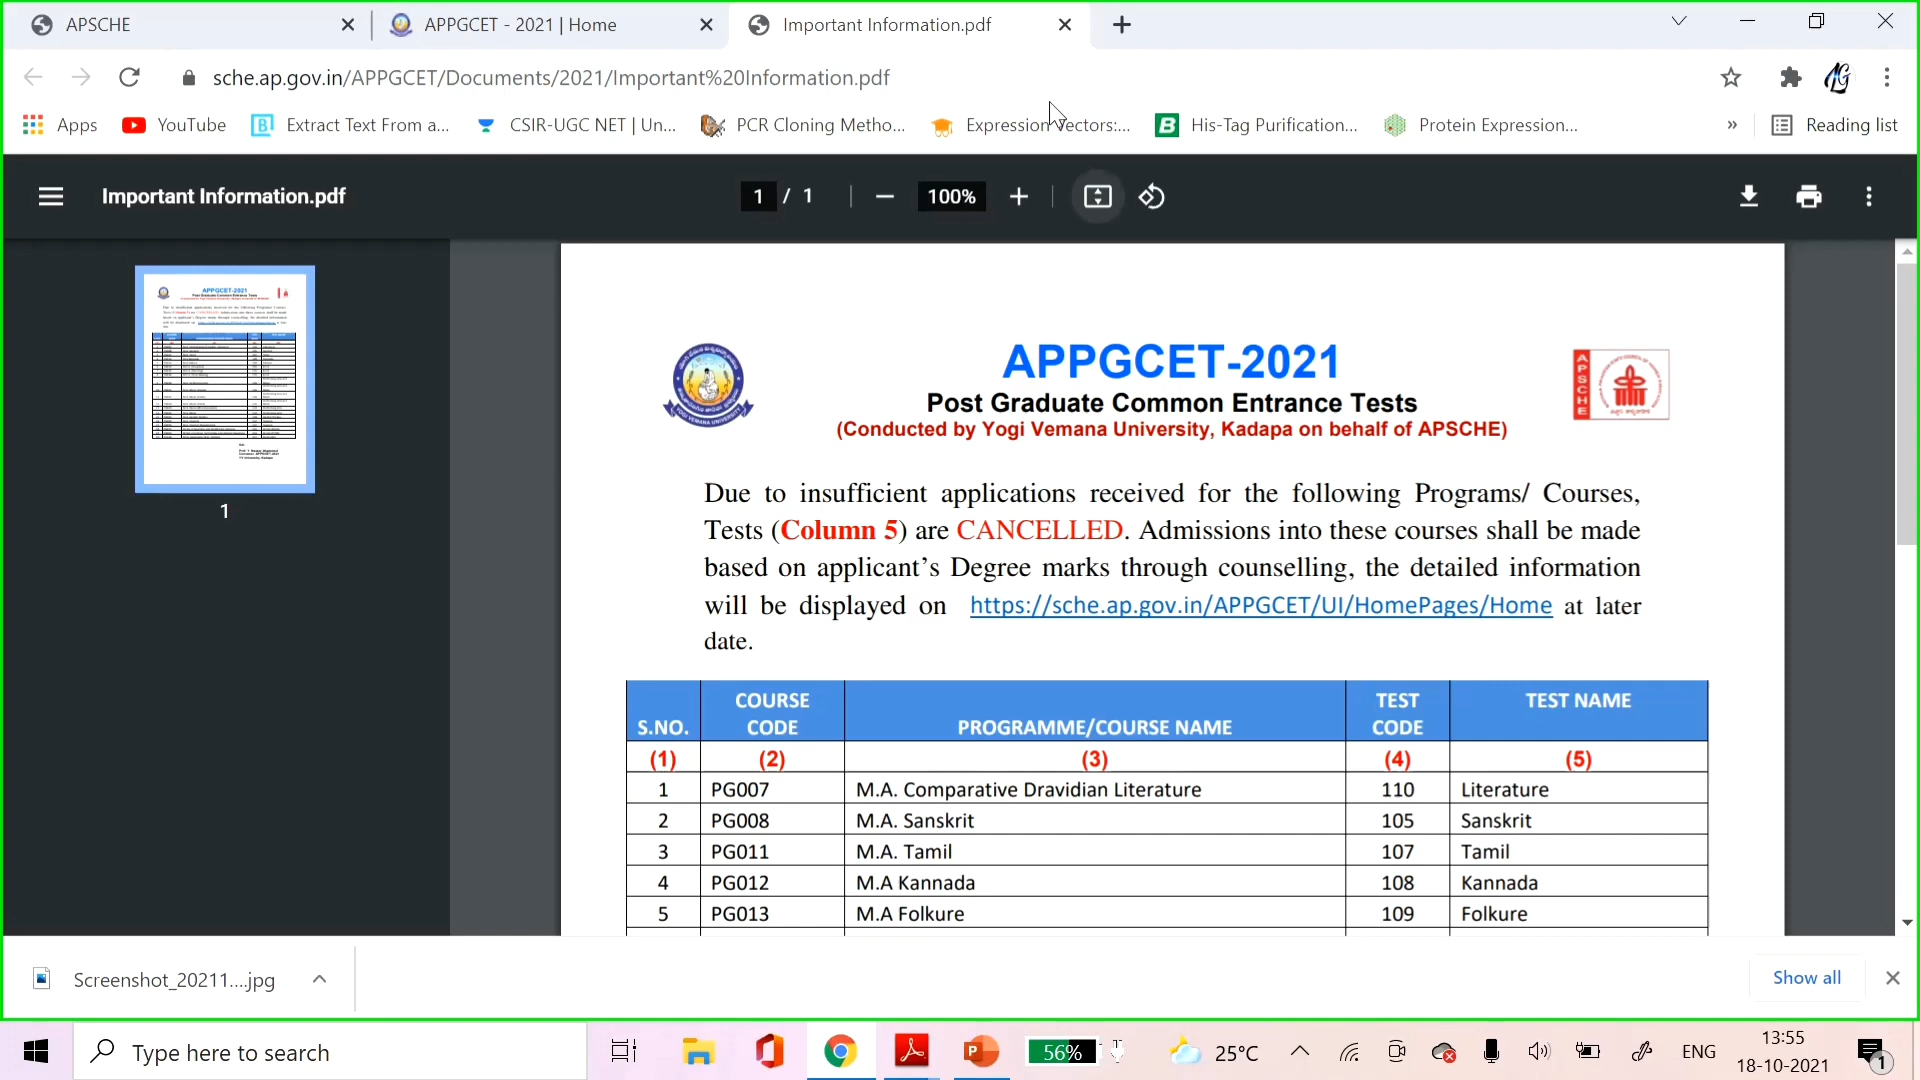 APSCHE
APPGCET - 2021 | Home
Important Information.pdf
sche.ap.gov.in/APPGCET/Documents/2021/Important%20Information.pdf
Apps
YouTube
Extract Text From a...
CSIR-UGC NET | Un...
PCR Cloning Metho...
Expression Vectors:...
His-Tag Purification...
Protein Expression...
»
Reading list
Important Information.pdf
1 / 1
100%
1
APPGCET-2021
Post Graduate Common Entrance Tests
(Conducted by Yogi Vemana University, Kadapa on behalf of APSCHE)
YOGI VEMANA UNIVERSITY
APSCHE
Due to insufficient applications received for the following Programs/ Courses,
Tests (Column 5) are CANCELLED. Admissions into these courses shall be made
based on applicant's Degree marks through counselling, the detailed information
will be displayed on https://sche.ap.gov.in/APPGCET/UI/HomePages/Home at later
date.
S.NO. COURSE CODE PROGRAMME/COURSE NAME TEST CODE TEST NAME
(1) (2) (3) (4) (5)
1 PG007 M.A. Comparative Dravidian Literature 110 Literature
2 PG008 M.A. Sanskrit 105 Sanskrit
3 PG011 M.A. Tamil 107 Tamil
4 PG012 M.A Kannada 108 Kannada
5 PG013 M.A Folkure 109 Folkure
Screenshot_20211....jpg
Show all
Type here to search
56%
25°C
ENG
13:55
18-10-2021
1